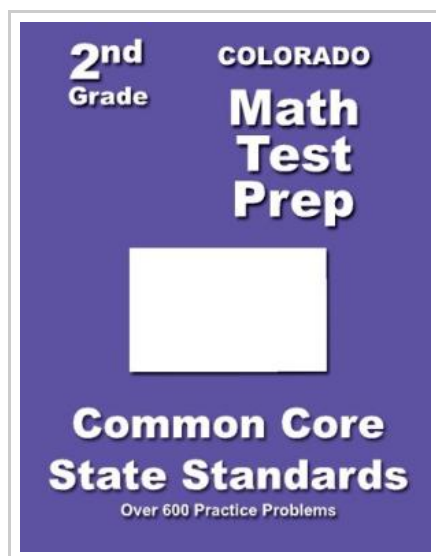 2nd
Grade
COLORADO
Math
Test
Prep
Common Core
State Standards
Over 600 Practice Problems